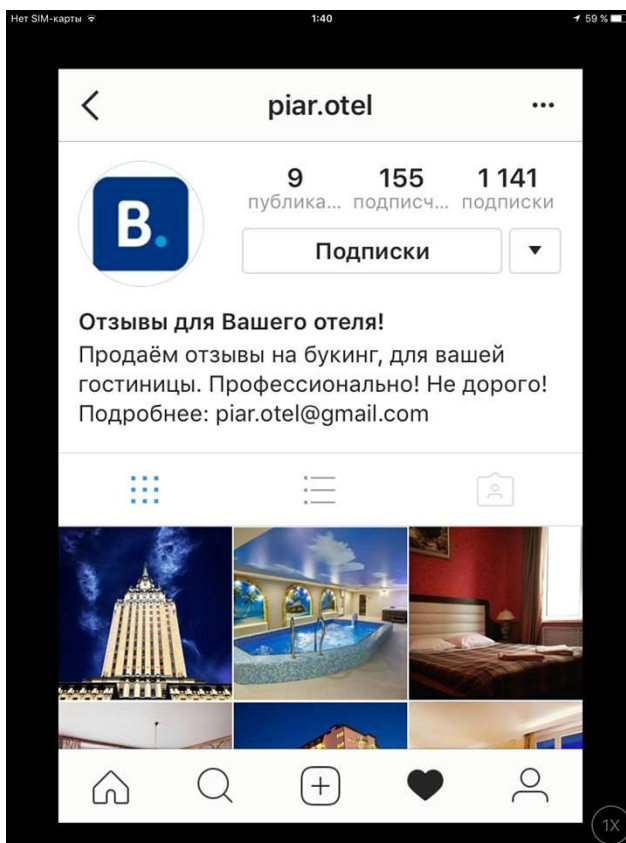 Нет SIM-карты
1:40
59 %
piar.otel
9
155
1 141
публика...
подписч...
подписки
B.
Подписки
Отзывы для Вашего отеля!
Продаём отзывы на букинг, для вашей
гостиницы. Профессионально! Не дорого!
Подробнее: piar.otel@gmail.com
1X